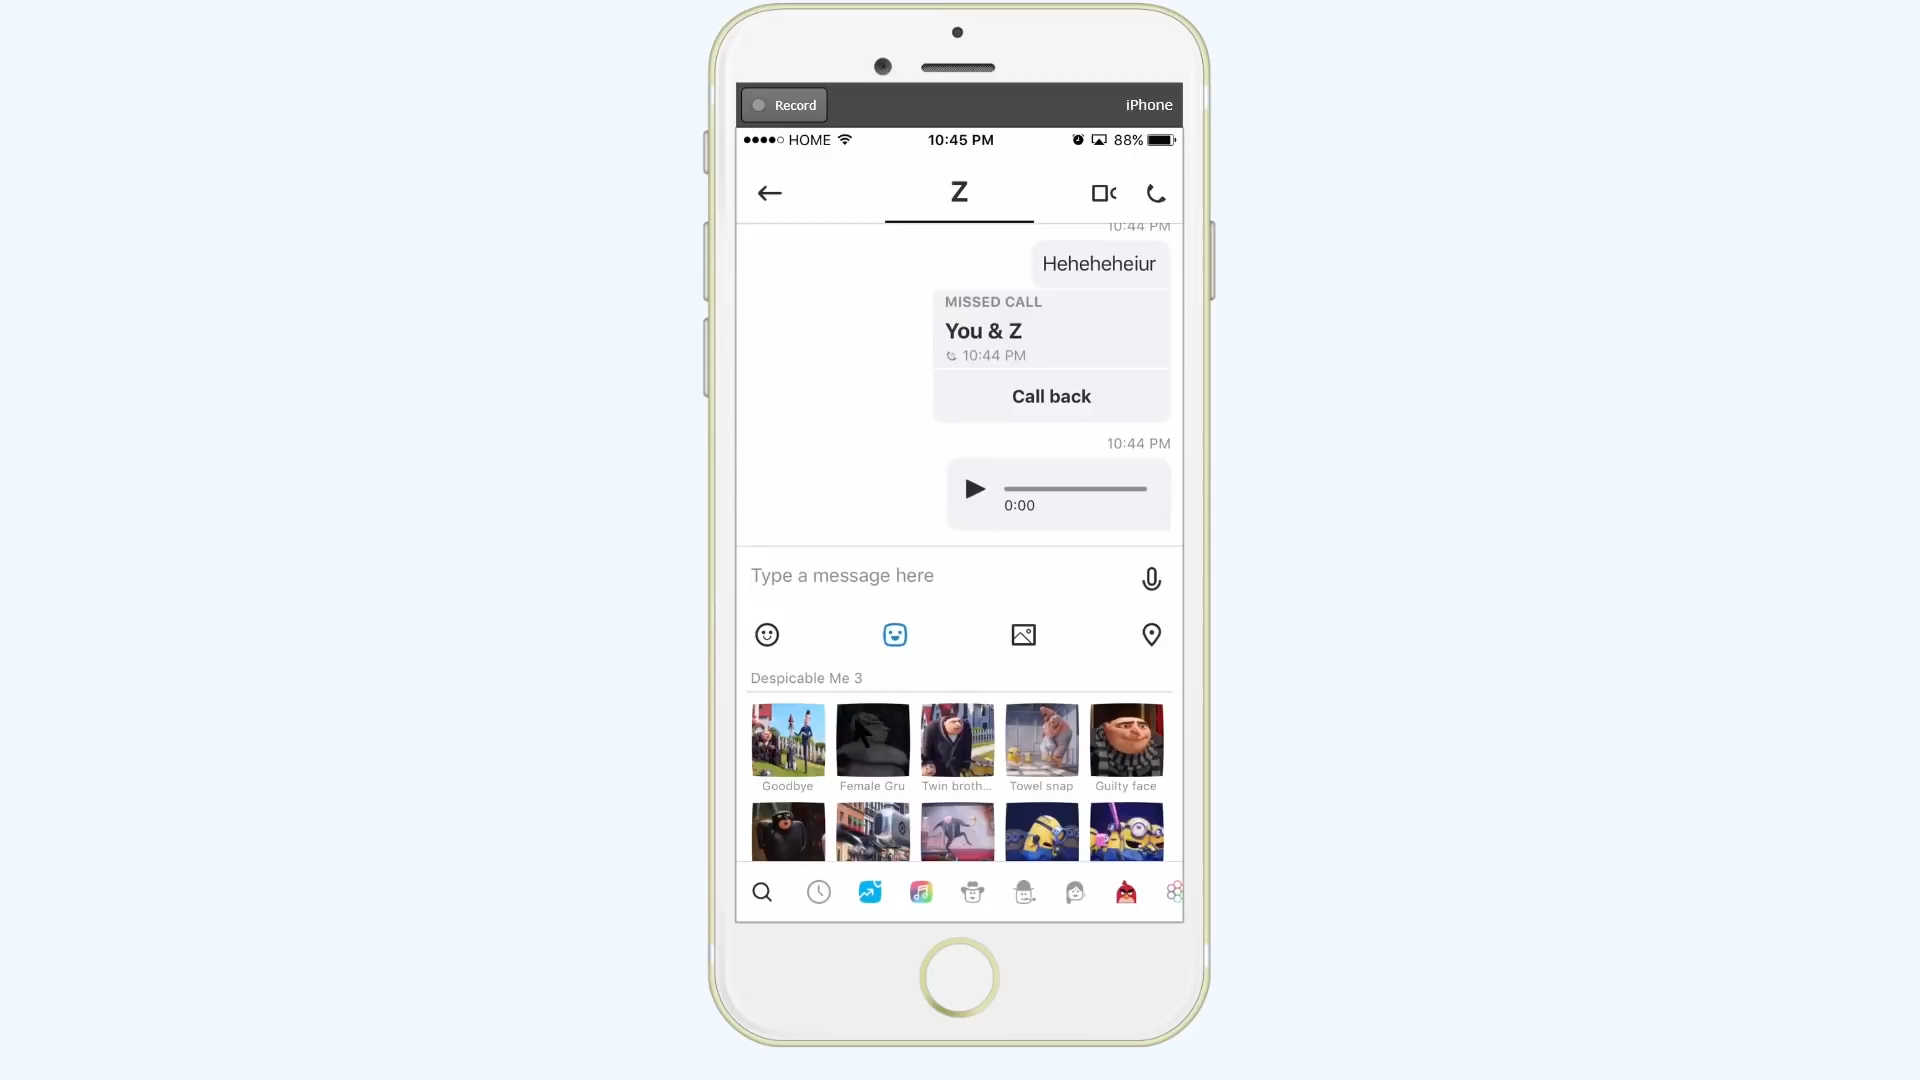 Record
iPhone
HOME
10:45 PM
88%
Z
10:44 PM
Heheheheiur
MISSED CALL
You & Z
10:44 PM
Call back
10:44 PM
0:00
Type a message here
Despicable Me 3
Goodbye
Female Gru
Twin broth...
Towel snap
Guilty face